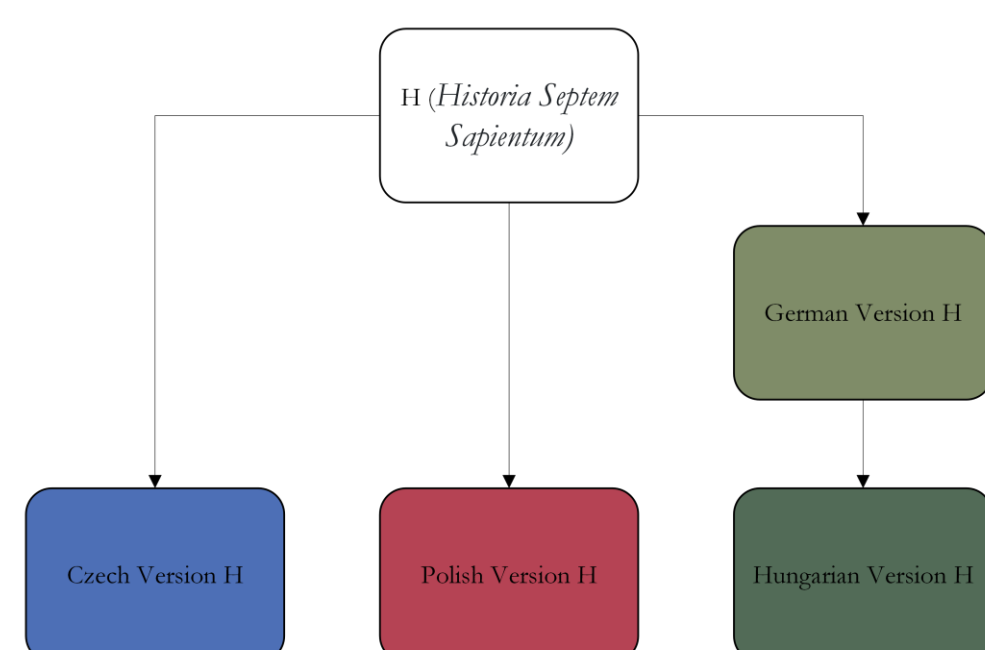 H (Historia Septem
Sapientum)
German Version H
Czech Version H
Polish Version H
Hungarian Version H